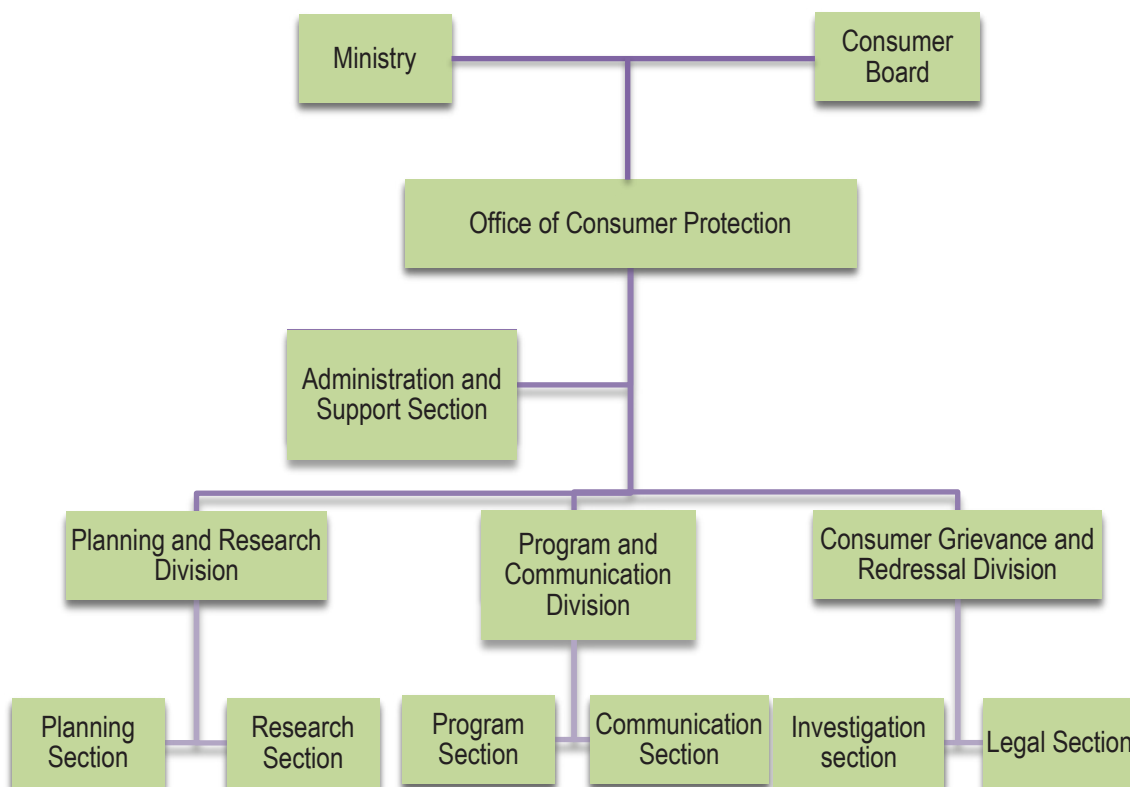 Ministry
Consumer
Board
Office of Consumer Protection
Administration and
Support Section
Planning and Research
Division
Program and
Communication
Division
Consumer Grievance and
Redressal Division
Planning
Section
Research
Section
Program
Section
Communication
Section
Investigation
section
Legal Section